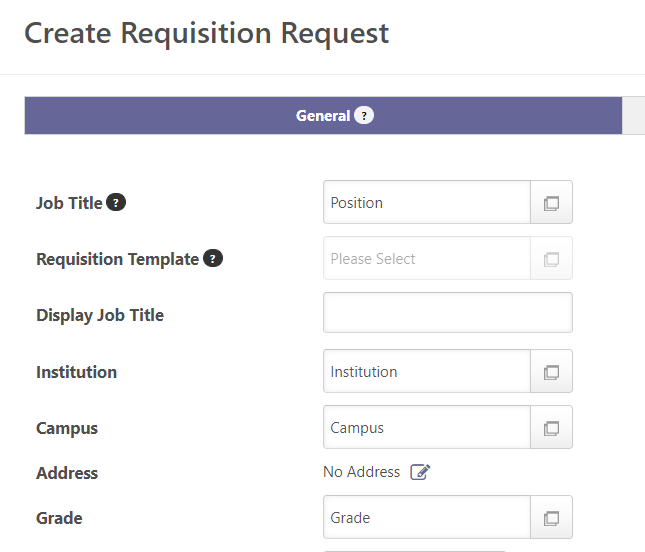 Create Requisition Request
General ?
Job Title ? Position
Requisition Template ? Please Select
Display Job Title
Institution Institution
Campus Campus
Address No Address
Grade Grade